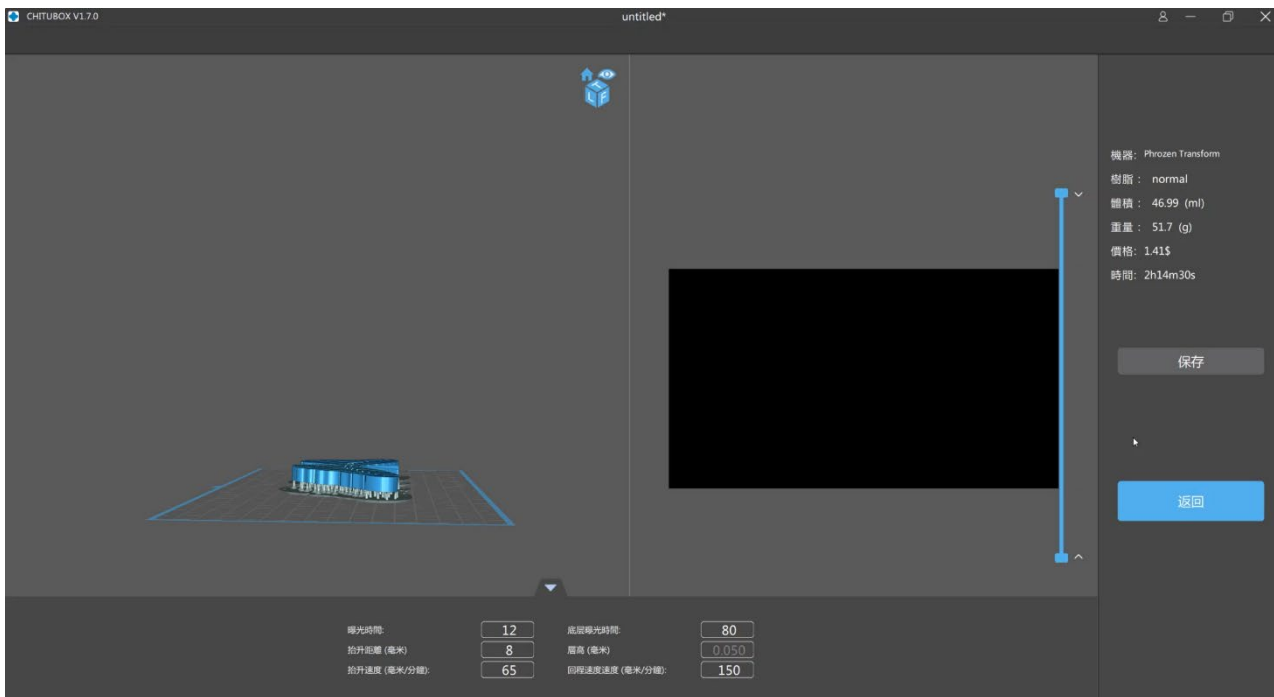 CHITUBOX V1.7.0
untitled*
機器: Phrozen Transform
樹脂: normal
體積: 46.99 (ml)
重量: 51.7 (g)
價格: 1.41$
時間: 2h14m30s
保存
返回
曝光時間: 12 底层曝光時間: 80
抬升距離 (毫米) 8 層高 (毫米) 0.050
抬升速度 (毫米/分鐘): 65 回程速度速度 (毫米/分鐘): 150
T
L F